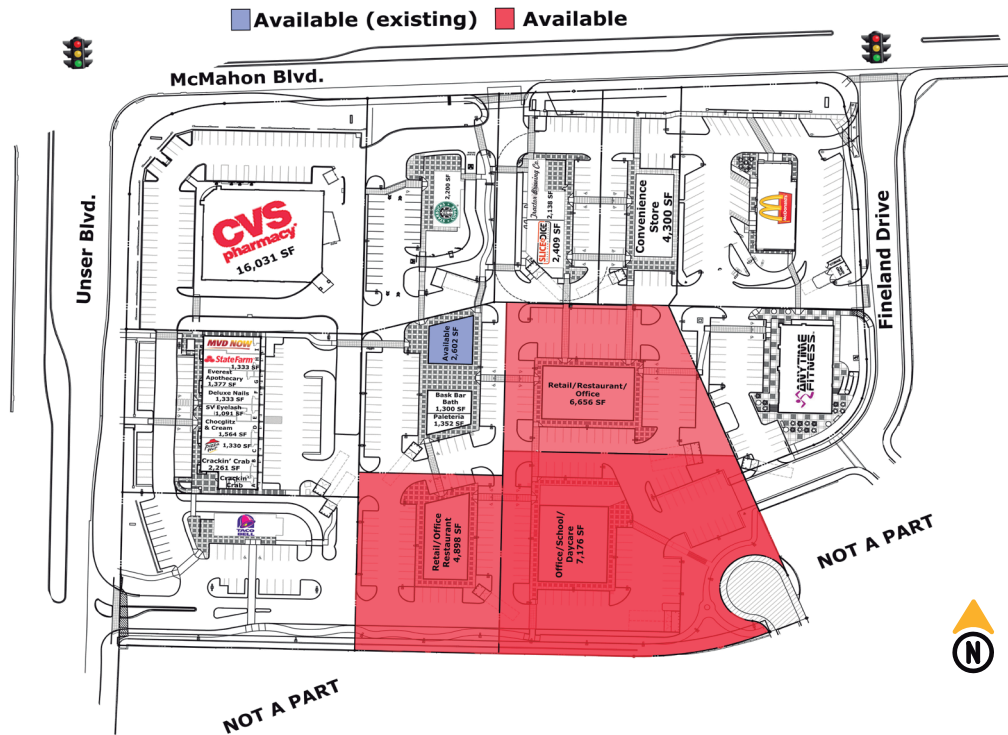 Available (existing)
Available
McMahon Blvd.
Unser Blvd.
Fineland Drive
CVS
pharmacy
16,031 SF
2,200 SF
2,138 SF
SLICE & DICE
2,409 SF
Convenience
Store
4,300 SF
McDonald's
MVD NOW
State Farm
1,333 SF
Everest
Apothecary
1,377 SF
Deluxe Nails
1,333 SF
SV Eyelash
1,091 SF
Chocglitz
& Cream
1,564 SF
1,330 SF
Crackin' Crab
2,261 SF
Crackin'
Crab
TACO
BELL
Available
2,602 SF
Bask Bar
Bath
1,300 SF
Paleteria
1,352 SF
Retail/Restaurant/
Office
6,656 SF
ANYTIME
FITNESS
Retail/Office
Restaurant
4,898 SF
Office/School/
Daycare
7,176 SF
NOT A PART
NOT A PART
N